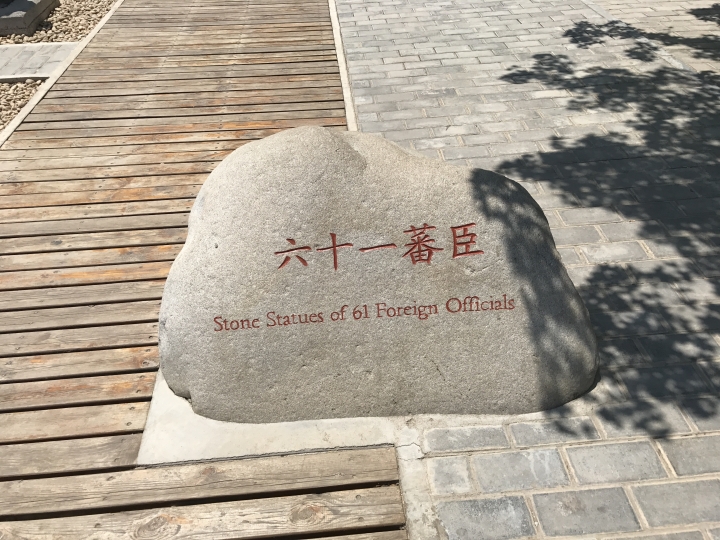 六十一蕃臣
Stone Statues of 61 Foreign Officials